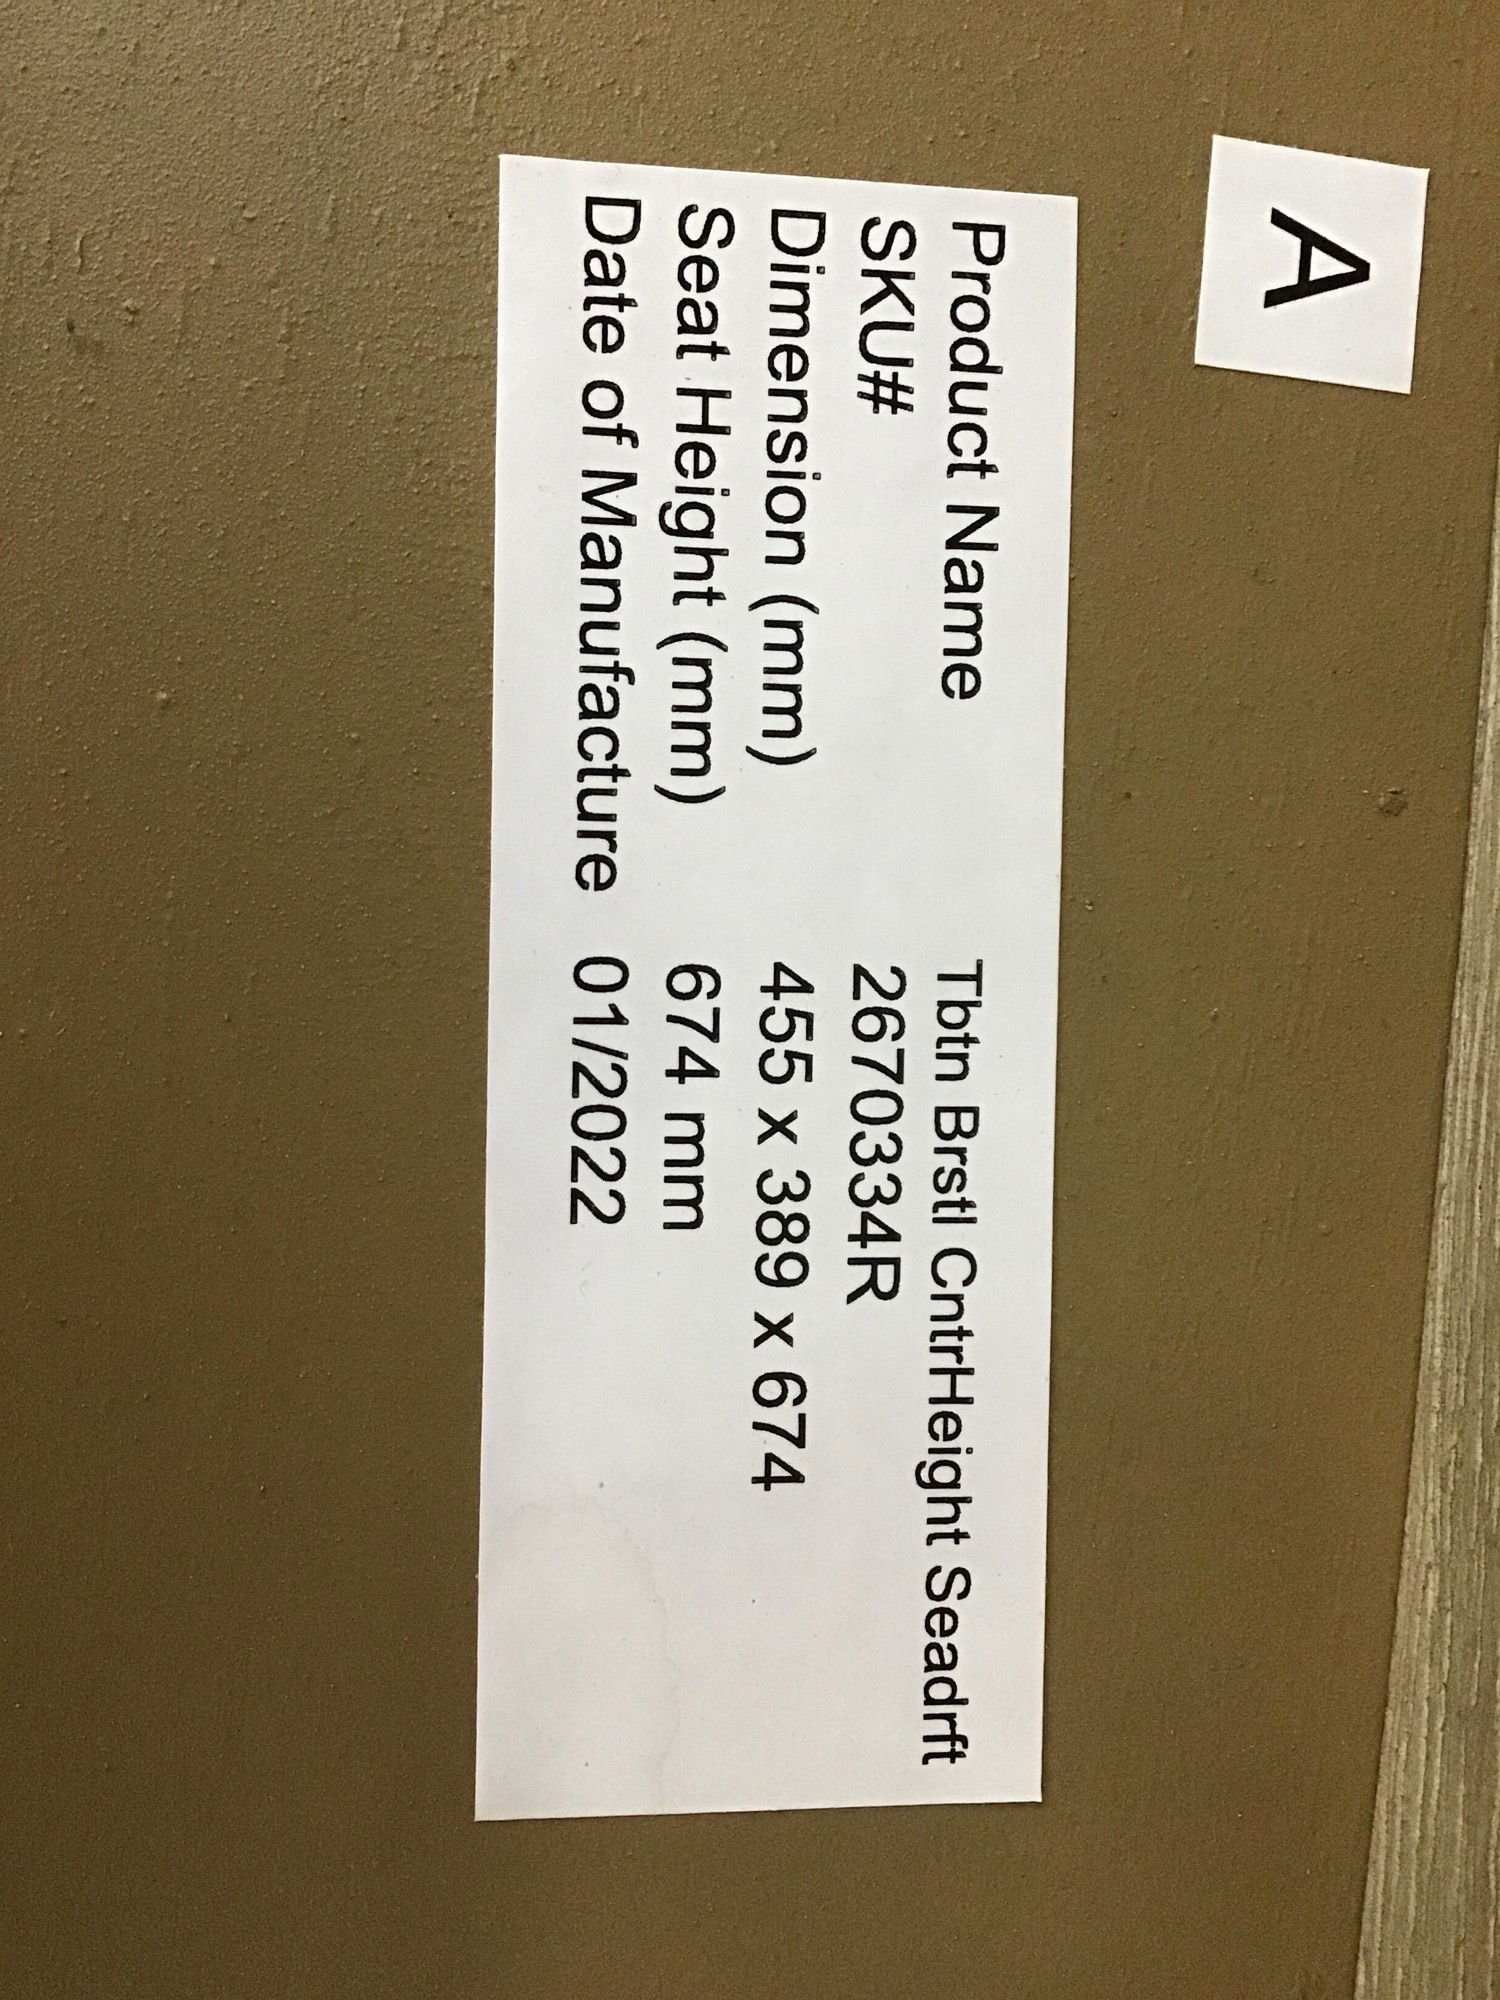 A
Product Name Tbtn Brstl CntrHeight Seadrft
SKU# 2670334R
Dimension (mm) 455 x 389 x 674
Seat Height (mm) 674 mm
Date of Manufacture 01/2022